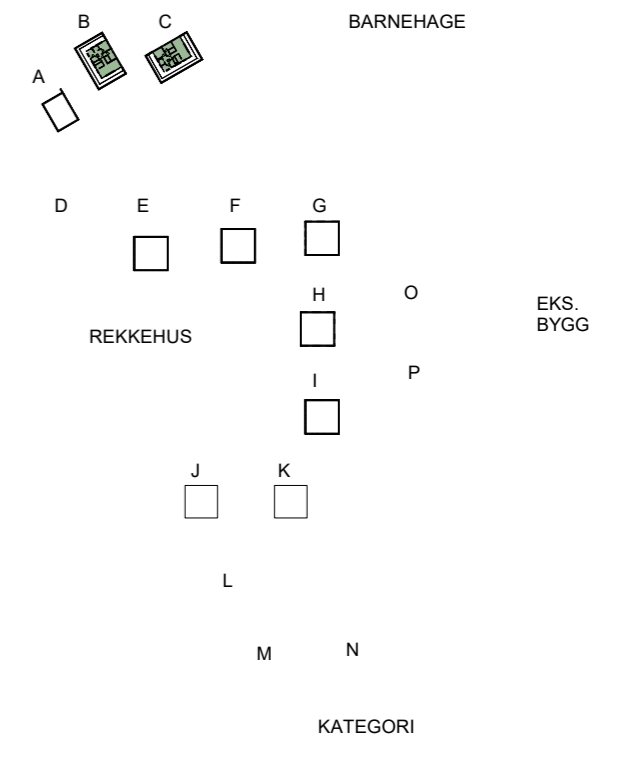 B C BARNEHAGE
A
D E F G
H O EKS.
BYGG
REKKEHUS
I P
J K
L
M N
KATEGORI